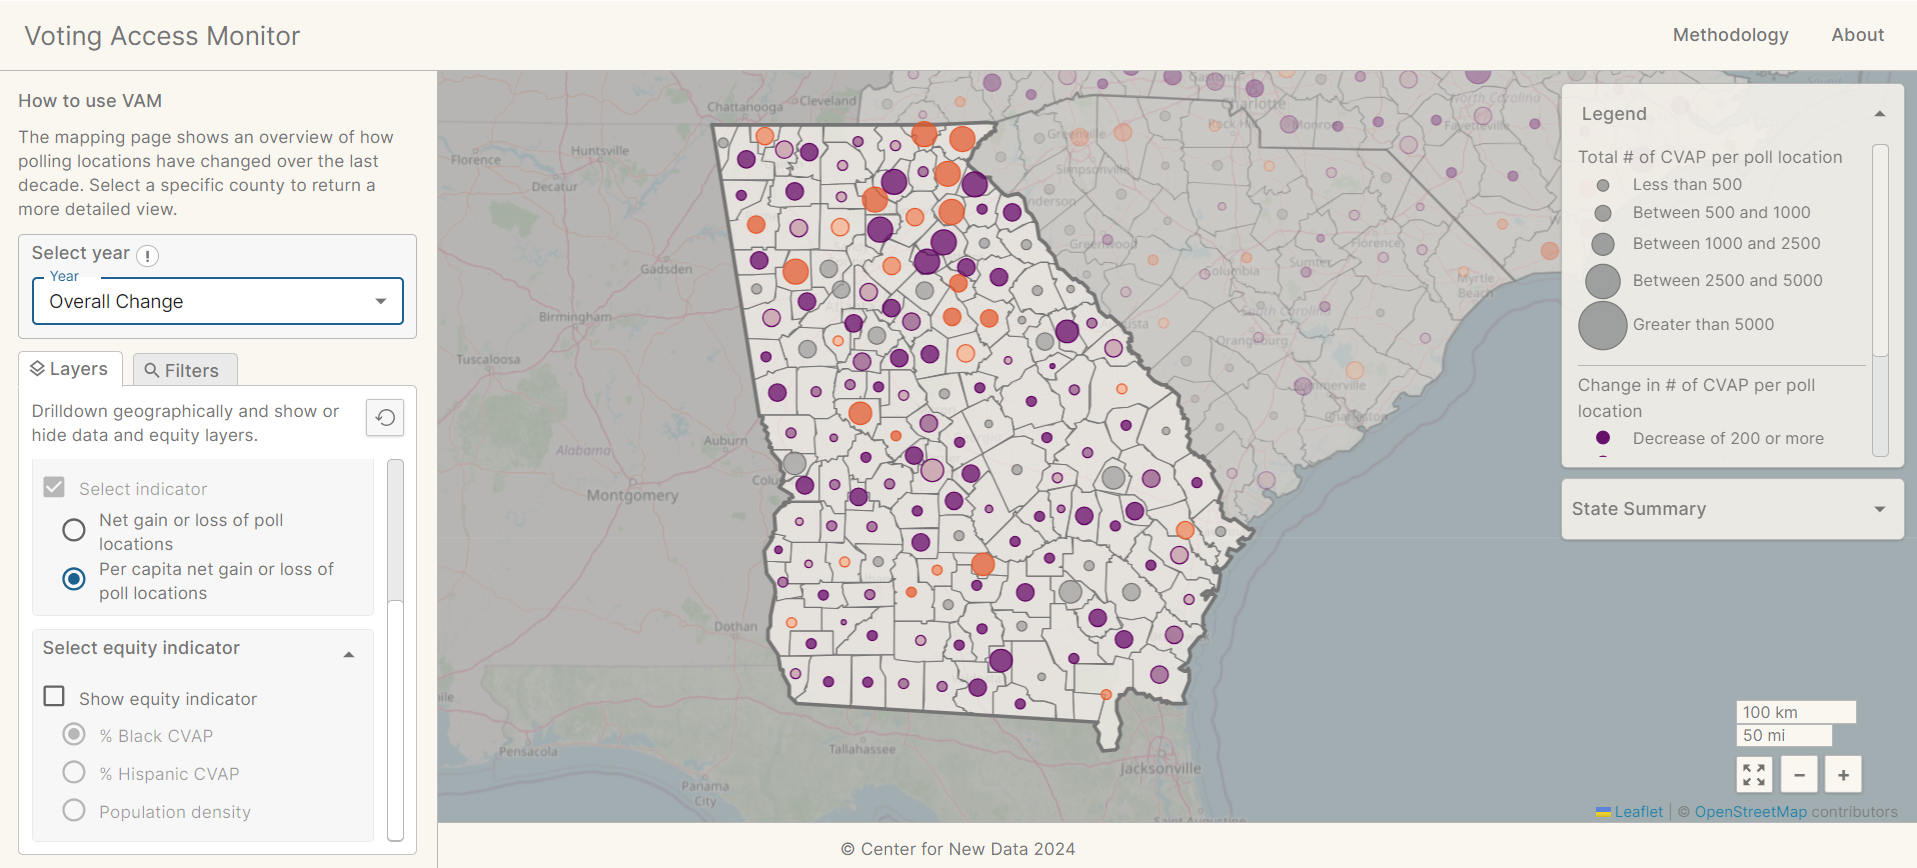 Voting Access Monitor
Methodology
About
How to use VAM
The mapping page shows an overview of how
polling locations have changed over the last
decade. Select a specific county to return a
more detailed view.
Select year
!
Year
Overall Change
Layers
Filters
Drilldown geographically and show or
hide data and equity layers.
Select indicator
Net gain or loss of poll
locations
Per capita net gain or loss of
poll locations
Select equity indicator
Show equity indicator
% Black CVAP
% Hispanic CVAP
Population density
Chattanooga
Cleveland
Florence
Huntsville
Decatur
Gadsden
Birmingham
Tuscaloosa
Alabama
Auburn
Montgomery
Dothan
Pensacola
Panama
City
Tallahassee
Jacksonville
Gastonia
Charlotte
Rock Hill
Monroe
North Carolina
Fayetteville
Greenville
Simpsonville
Greenwood
Florence
Columbia
Sumter
Myrtle
Beach
South Carolina
Orangeburg
Summerville
Charleston
Legend
Total # of CVAP per poll location
Less than 500
Between 500 and 1000
Between 1000 and 2500
Between 2500 and 5000
Greater than 5000
Change in # of CVAP per poll
location
Decrease of 200 or more
State Summary
100 km
50 mi
−
+
Leaflet | © OpenStreetMap contributors
© Center for New Data 2024